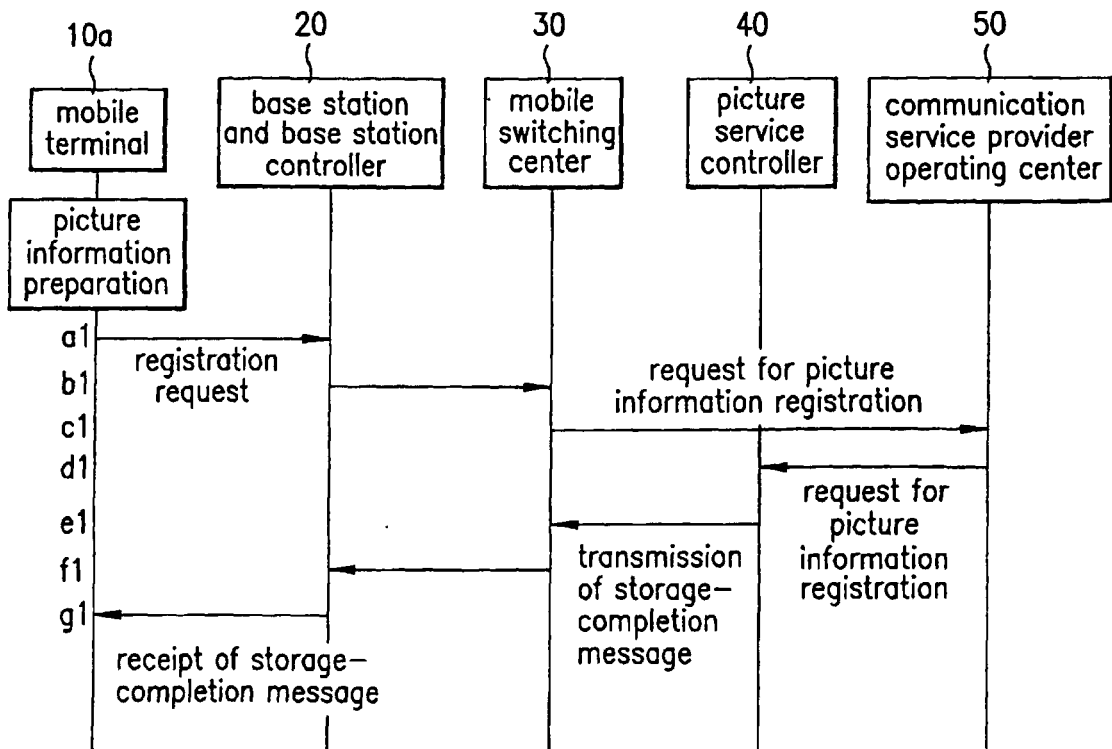 10a
20
30
40
50
mobile
terminal
base station
and base station
controller
mobile
switching
center
picture
service
controller
communication
service provider
operating center
picture
information
preparation
a1
registration
request
b1
request for picture
information registration
c1
d1
request for
picture
information
registration
e1
transmission
of storage-
completion
message
f1
g1
receipt of storage-
completion message